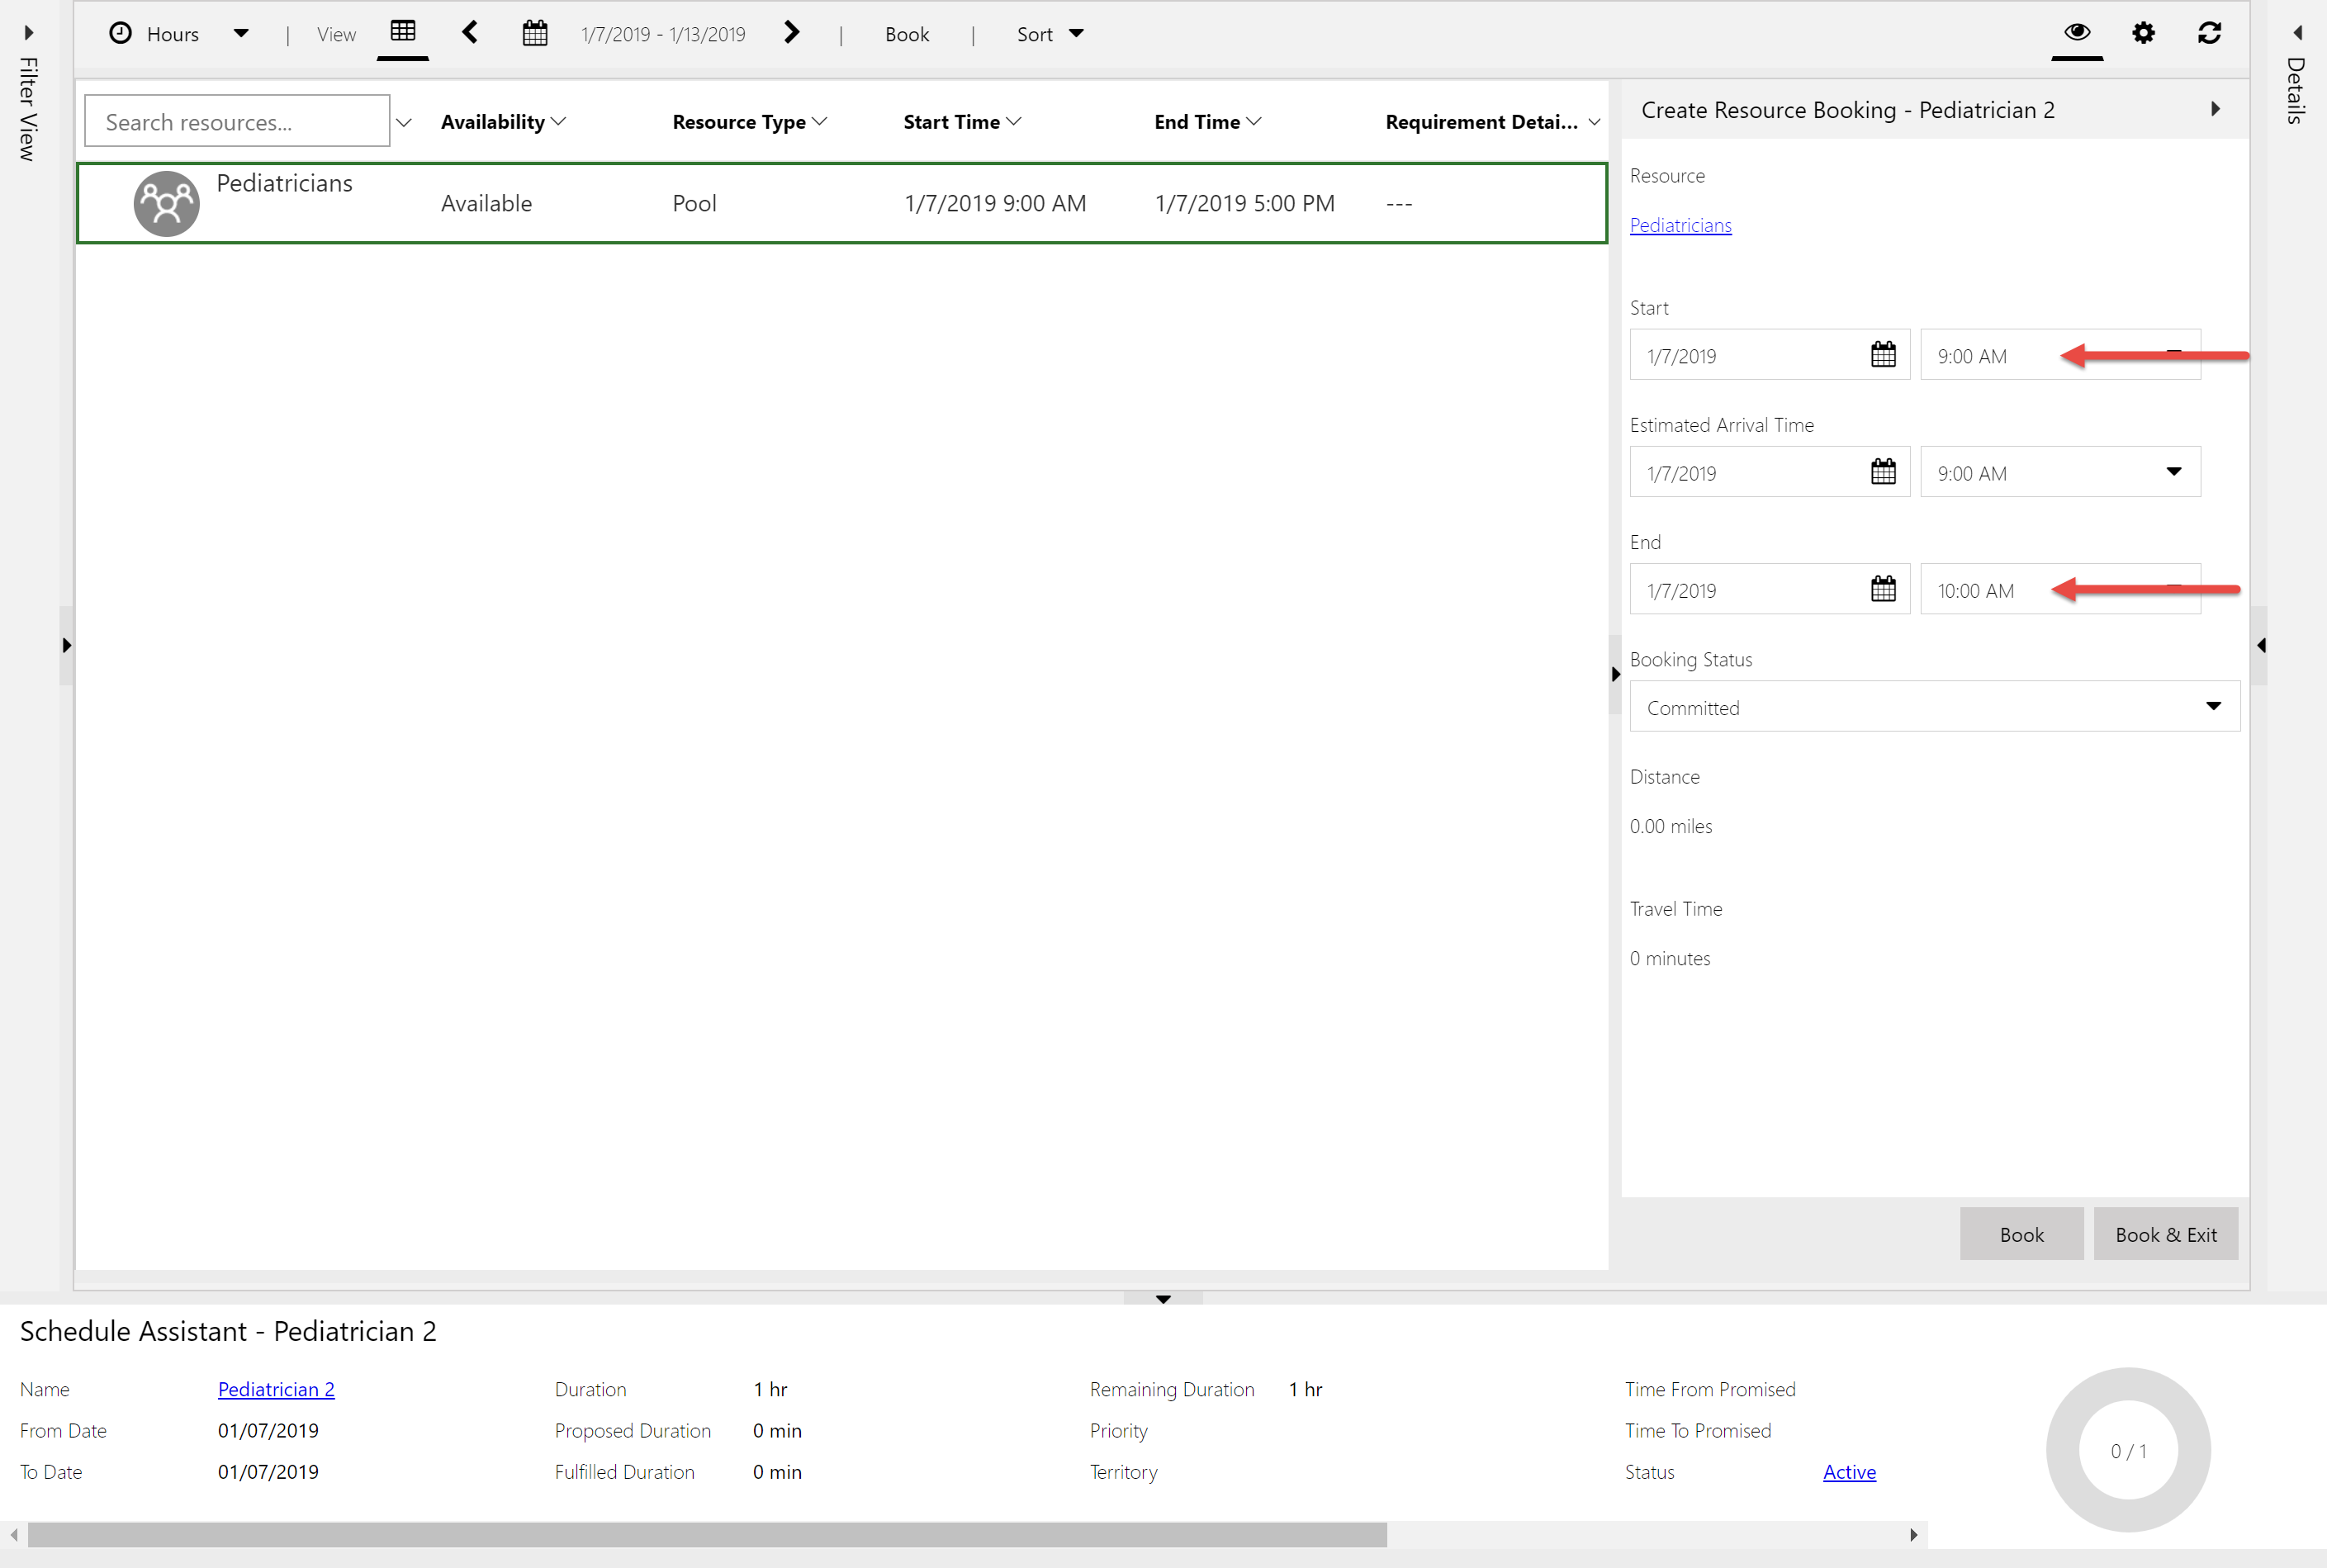 Filter View
Hours | View 1/7/2019 - 1/13/2019 | Book | Sort
Details
Search resources... Availability Resource Type Start Time End Time Requirement Detai...
Pediatricians Available Pool 1/7/2019 9:00 AM 1/7/2019 5:00 PM ---
Create Resource Booking - Pediatrician 2
Resource
Pediatricians
Start
1/7/2019 9:00 AM
Estimated Arrival Time
1/7/2019 9:00 AM
End
1/7/2019 10:00 AM
Booking Status
Committed
Distance
0.00 miles
Travel Time
0 minutes
Book Book & Exit
Schedule Assistant - Pediatrician 2
Name Pediatrician 2 Duration 1 hr Remaining Duration 1 hr Time From Promised
From Date 01/07/2019 Proposed Duration 0 min Priority Time To Promised
To Date 01/07/2019 Fulfilled Duration 0 min Territory Status Active
0 / 1